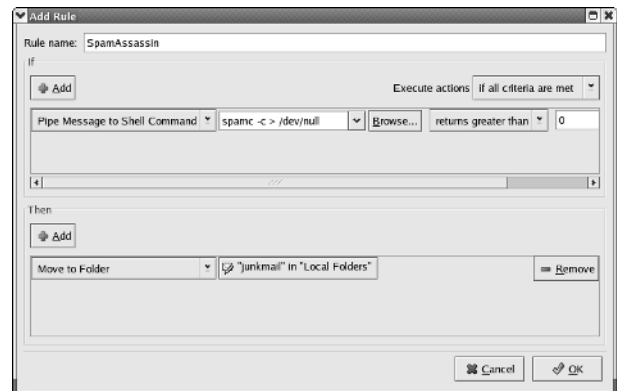 Add Rule
Rule name: SpamAssassin
If
Add Execute actions if all criteria are met
Pipe Message to Shell Command spamc -c > /dev/null Browse... returns greater than 0
Then
Add
Move to Folder "junkmail" in "Local Folders" Remove
Cancel OK